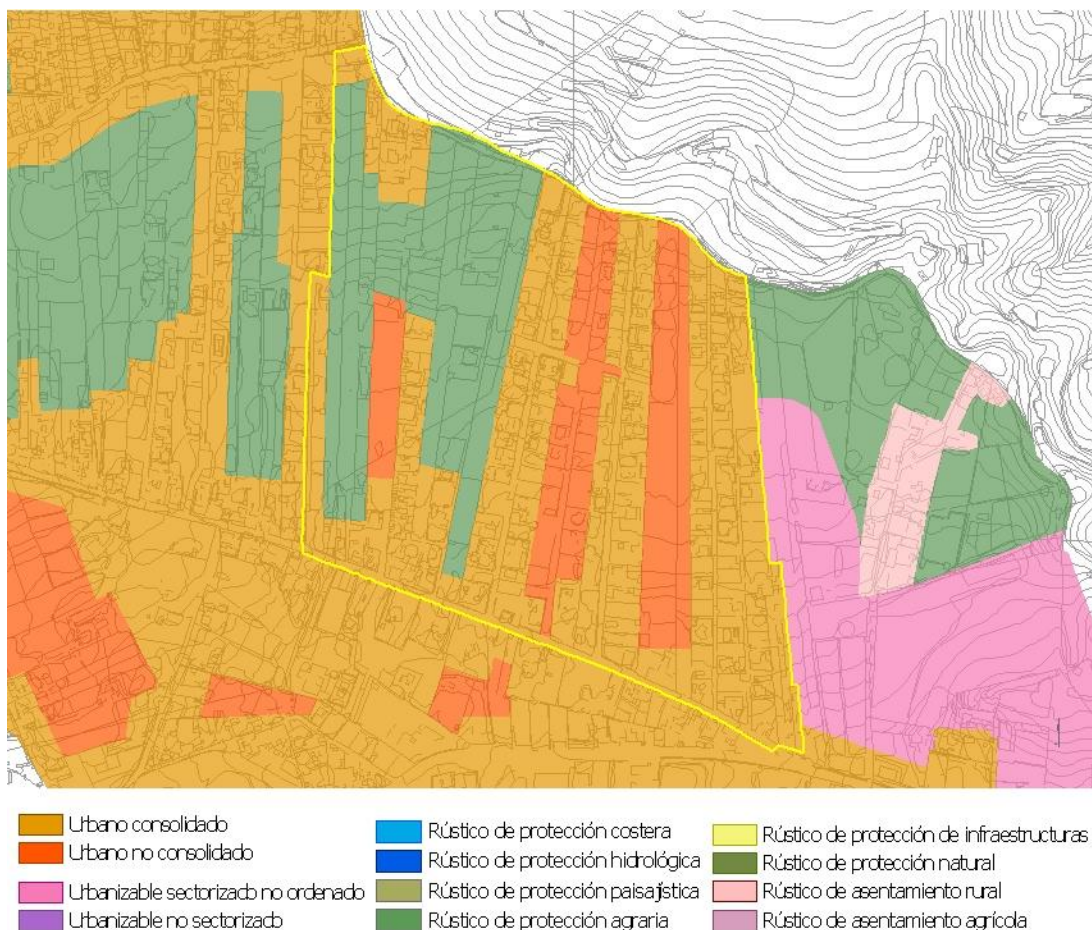 Urbano consolidado
Urbano no consolidado
Urbanizable sectorizado no ordenado
Urbanizable no sectorizado
Rústico de protección costera
Rústico de protección hidrológica
Rústico de protección paisajística
Rústico de protección agraria
Rústico de protección de infraestructuras
Rústico de protección natural
Rústico de asentamiento rural
Rústico de asentamiento agrícola